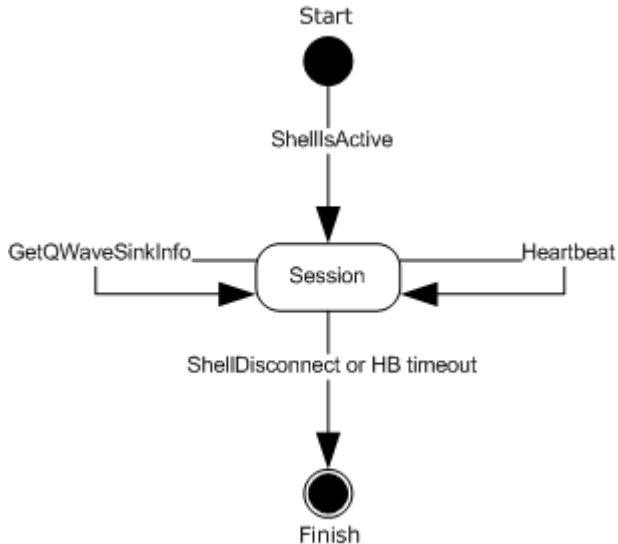 Start
ShellIsActive
GetQWaveSinkInfo
Heartbeat
Session
ShellDisconnect or HB timeout
Finish